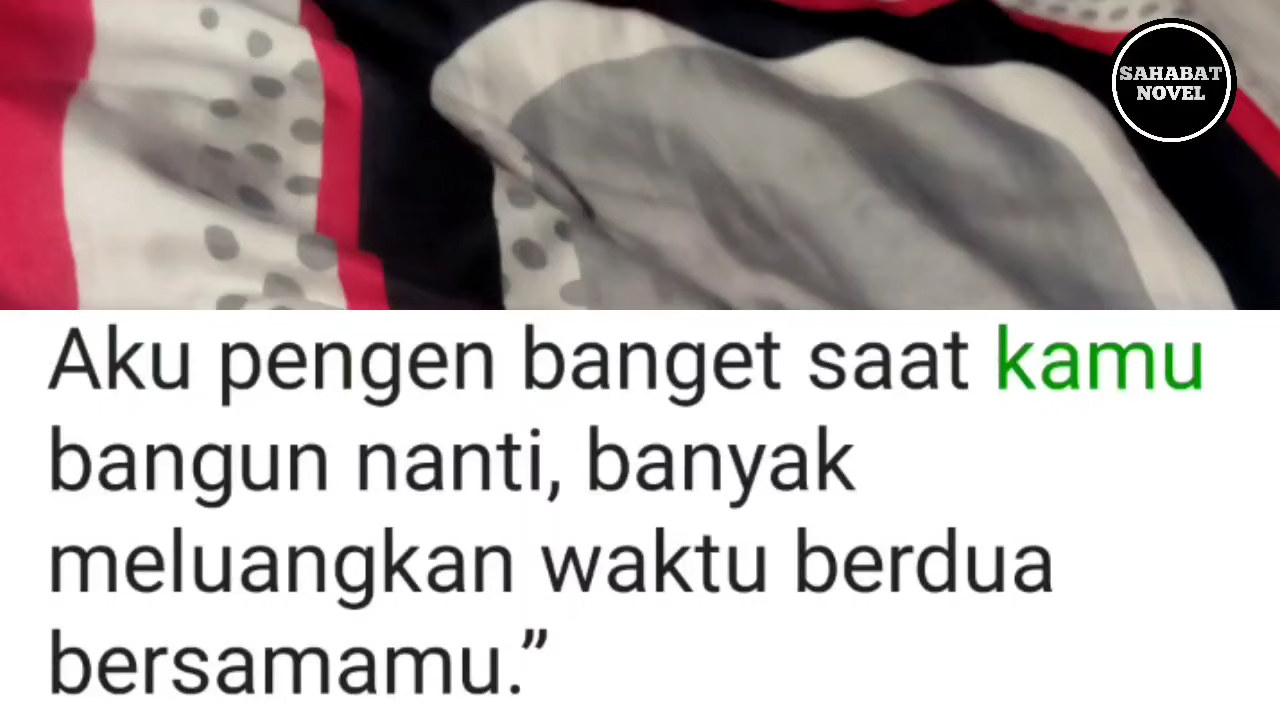 SAHABAT
NOVEL
Aku pengen banget saat kamu
bangun nanti, banyak
meluangkan waktu berdua
bersamamu.”